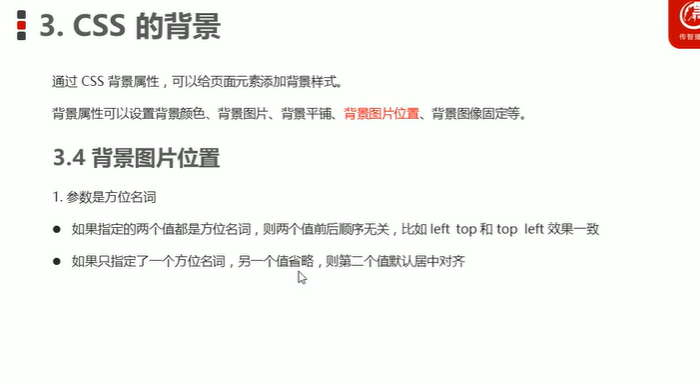 3. CSS 的背景
通过 CSS 背景属性，可以给页面元素添加背景样式。
背景属性可以设置背景颜色、背景图片、背景平铺、背景图片位置、背景图像固定等。
3.4 背景图片位置
1. 参数是方位名词
● 如果指定的两个值都是方位名词，则两个值前后顺序无关，比如 left top 和 top left 效果一致
● 如果只指定了一个方位名词，另一个值省略，则第二个值默认居中对齐
传智播